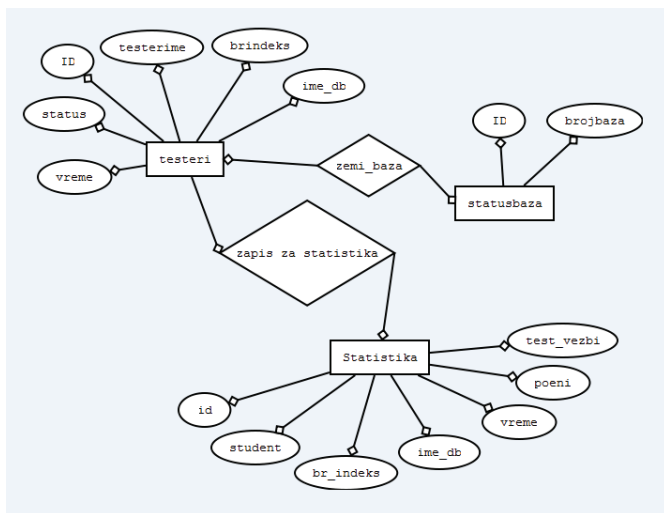 testerime
brindeks
ID
ime_db
status
ID
brojbaza
testeri
zemi_baza
vreme
statusbaza
zapis za statistika
test_vezbi
Statistika
poeni
id
vreme
student
ime_db
br_indeks